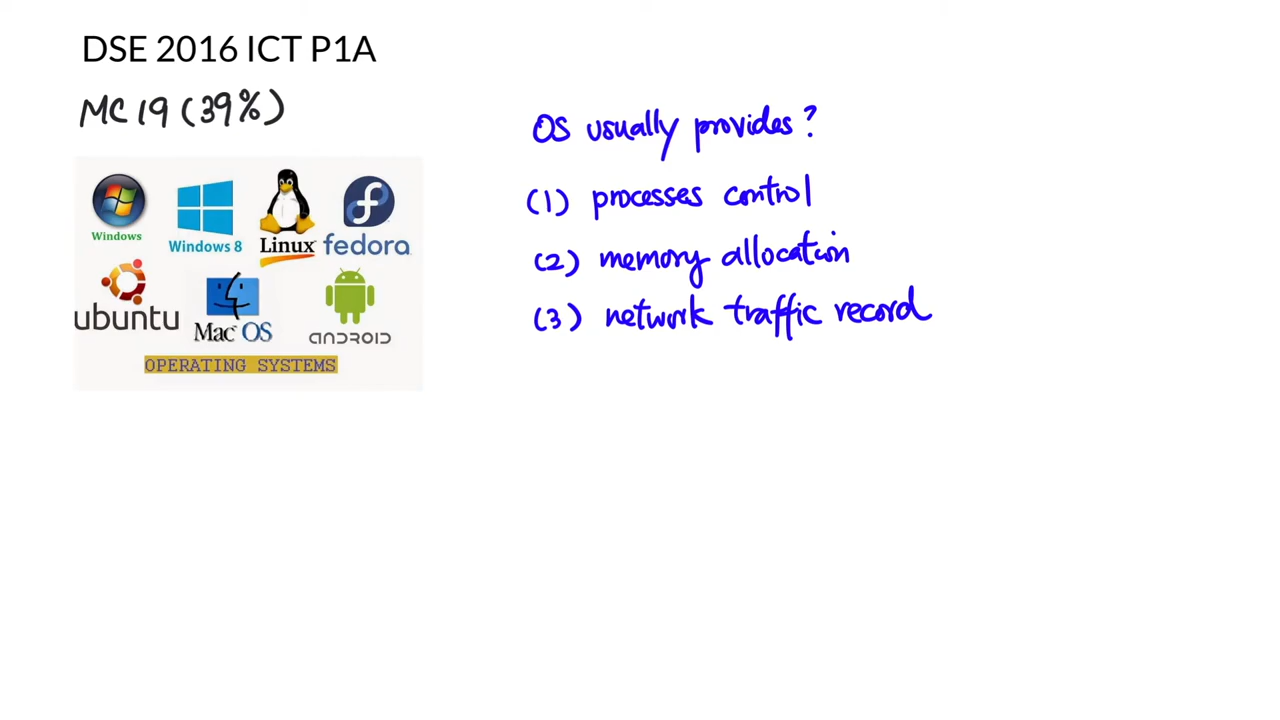 DSE 2016 ICT P1A
MC 19 (39%)
OS usually provides?
(1) processes control
(2) memory allocation
(3) network traffic record
Windows
Windows 8
Linux
fedora
ubuntu
Mac OS
ANDROID
OPERATING SYSTEMS